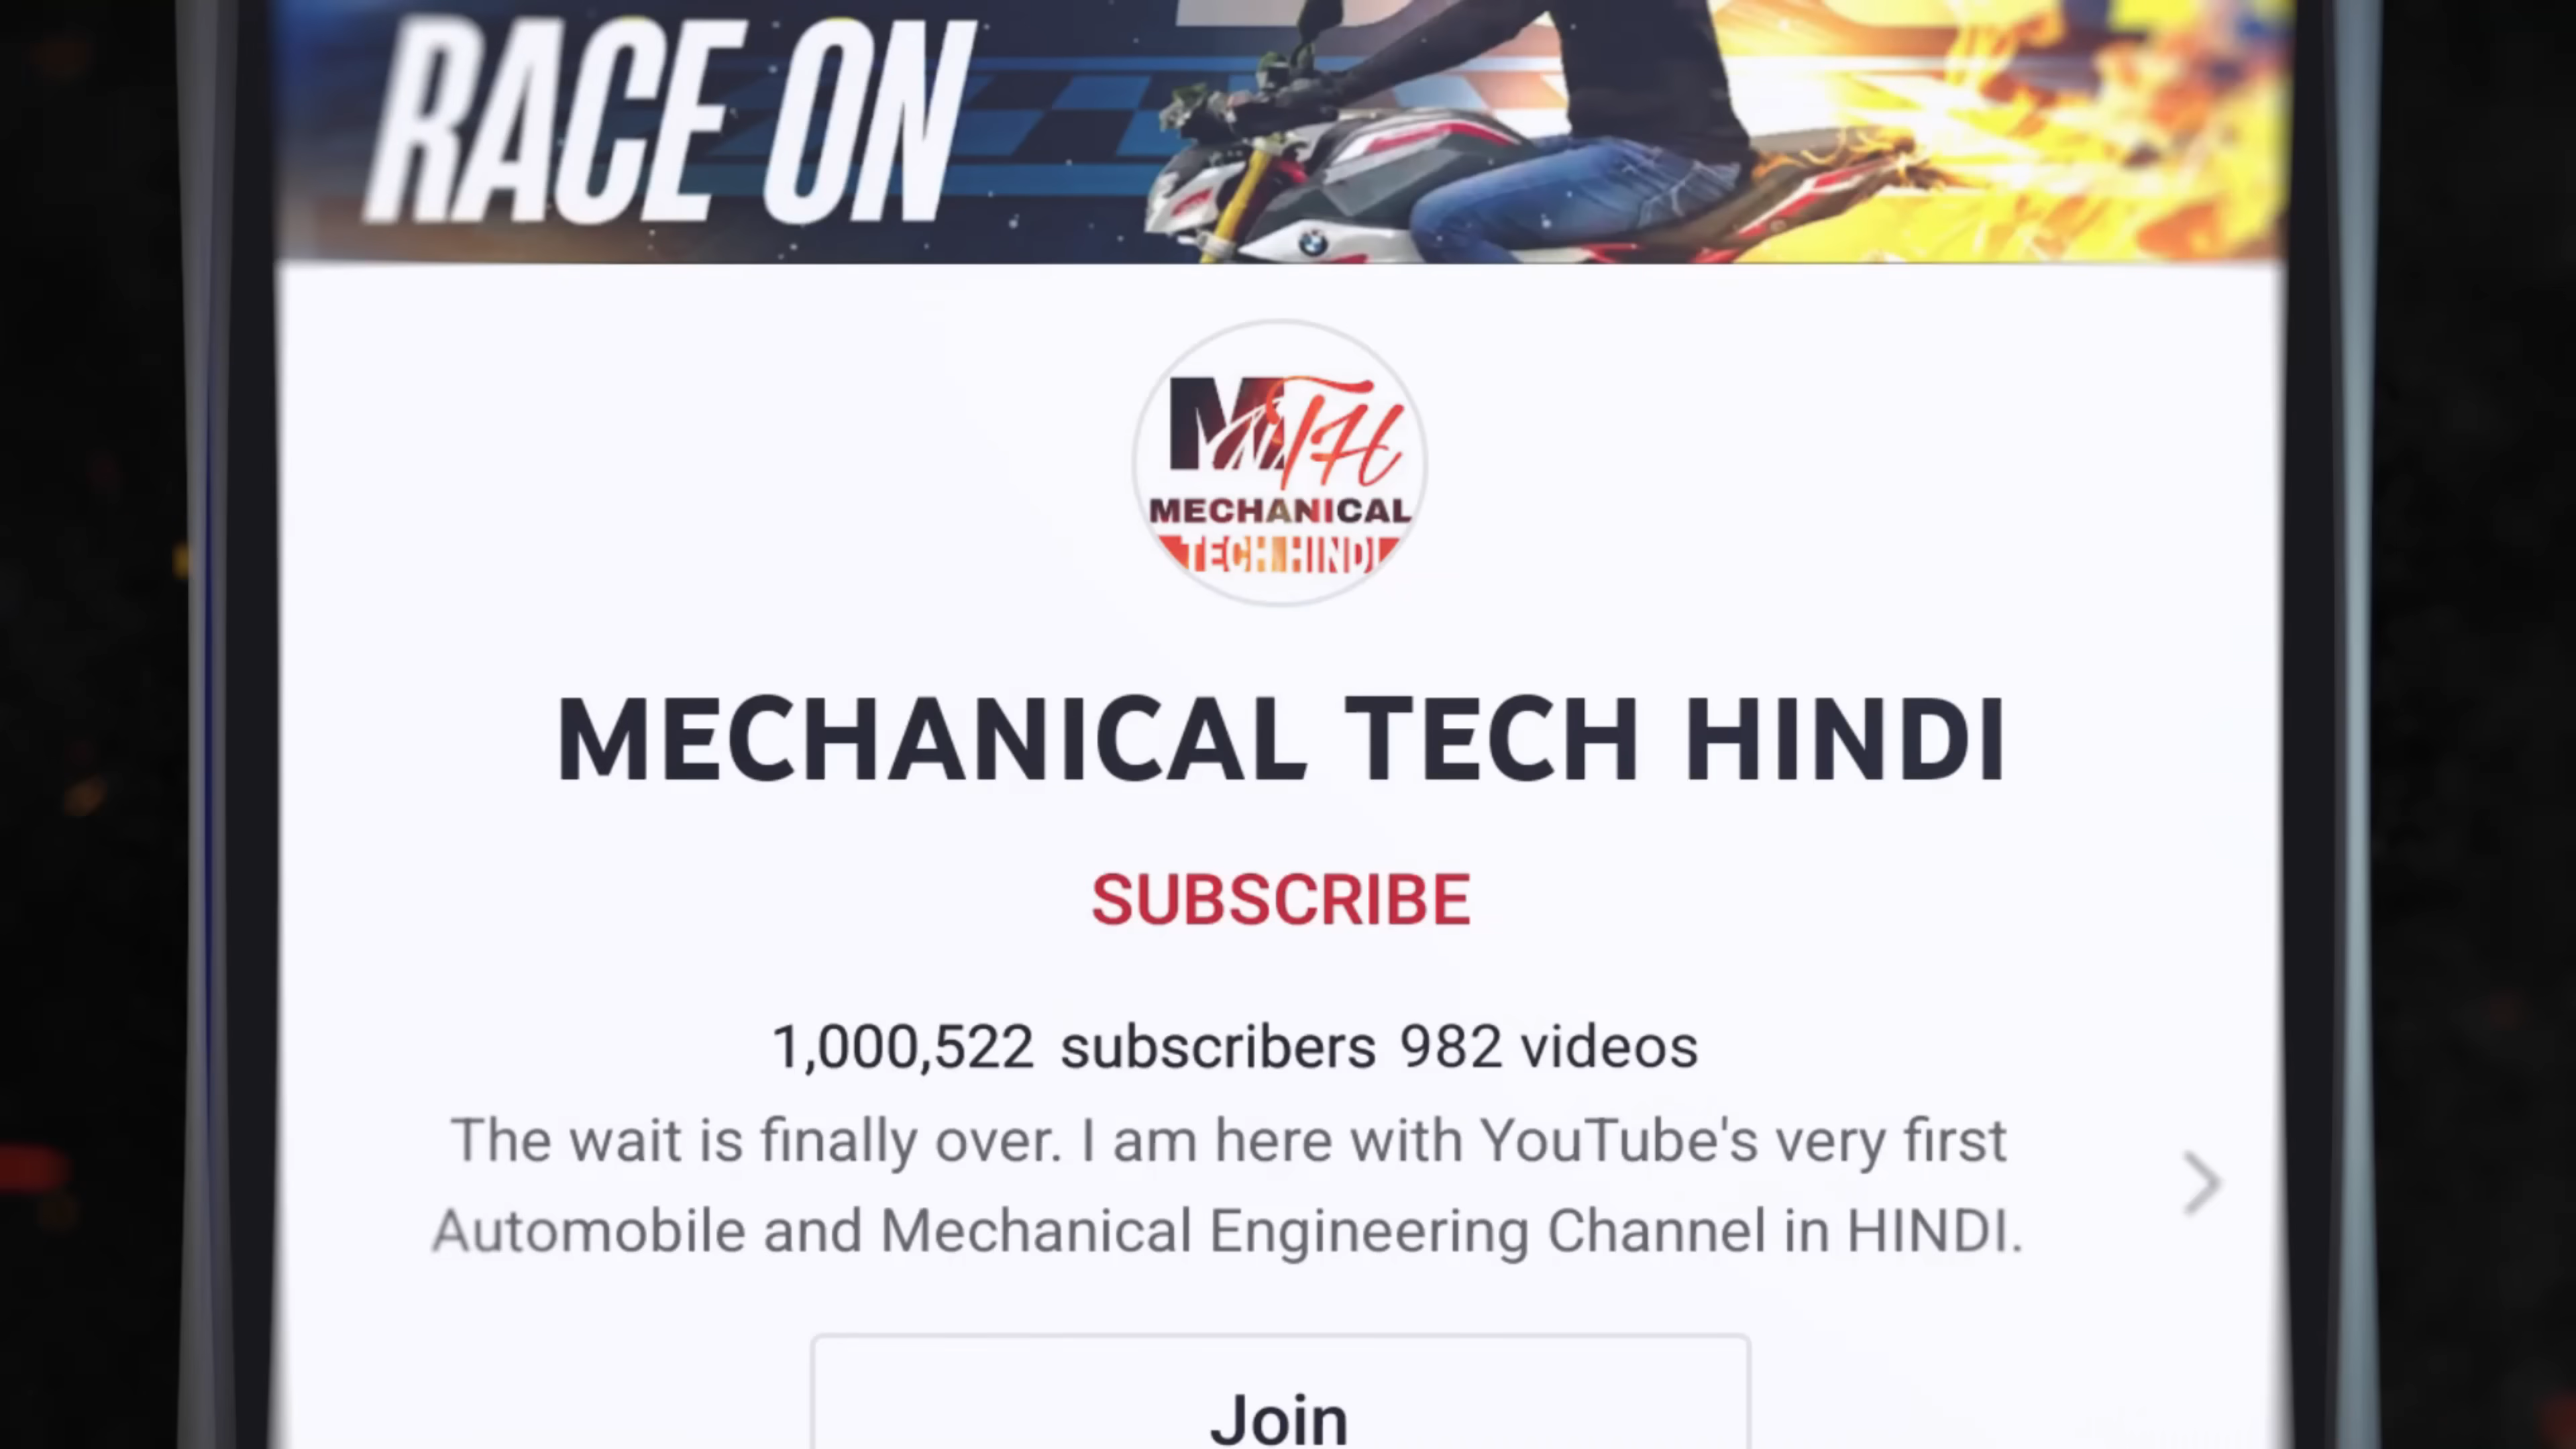 RACE ON
MTH
MECHANICAL
TECH HINDI
MECHANICAL TECH HINDI
SUBSCRIBE
1,000,522 subscribers 982 videos
The wait is finally over. I am here with YouTube's very first
Automobile and Mechanical Engineering Channel in HINDI.
Join